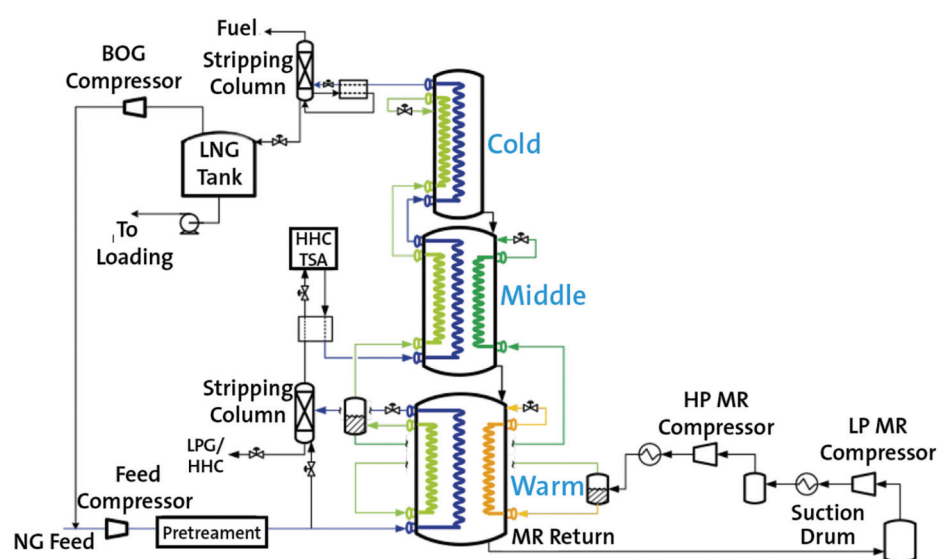 Fuel
BOG
Compressor
Stripping
Column
LNG
Tank
Cold
To
Loading
HHC
TSA
Middle
Stripping
Column
HP MR
Compressor
LP MR
Compressor
LPG/
HHC
Feed
Compressor
Warm
Suction
Drum
NG Feed
Pretreament
MR Return